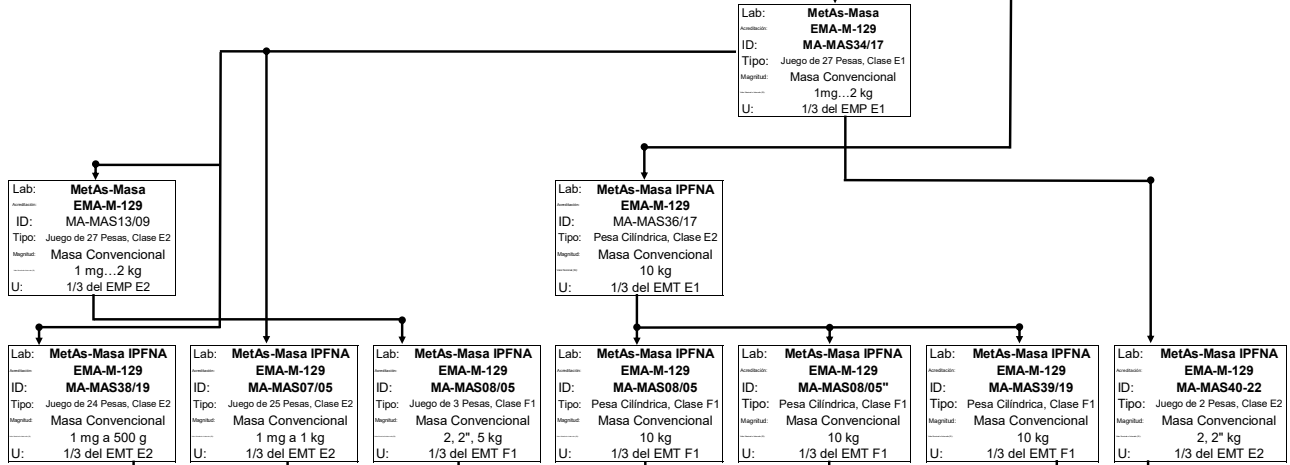 Lab: MetAs-Masa
Acreditación: EMA-M-129
ID: MA-MAS34/17
Tipo: Juego de 27 Pesas, Clase E1
Magnitud: Masa Convencional
1mg…2 kg
U: 1/3 del EMP E1
Lab: MetAs-Masa
Acreditación: EMA-M-129
ID: MA-MAS13/09
Tipo: Juego de 27 Pesas, Clase E2
Magnitud: Masa Convencional
1 mg…2 kg
U: 1/3 del EMP E2
Lab: MetAs-Masa IPFNA
Acreditación: EMA-M-129
ID: MA-MAS36/17
Tipo: Pesa Cilíndrica, Clase E2
Magnitud: Masa Convencional
10 kg
U: 1/3 del EMT E1
Lab: MetAs-Masa IPFNA
Acreditación: EMA-M-129
ID: MA-MAS38/19
Tipo: Juego de 24 Pesas, Clase E2
Magnitud: Masa Convencional
1 mg a 500 g
U: 1/3 del EMT E2
Lab: MetAs-Masa IPFNA
Acreditación: EMA-M-129
ID: MA-MAS07/05
Tipo: Juego de 25 Pesas, Clase E2
Magnitud: Masa Convencional
1 mg a 1 kg
U: 1/3 del EMT E2
Lab: MetAs-Masa IPFNA
Acreditación: EMA-M-129
ID: MA-MAS08/05
Tipo: Juego de 3 Pesas, Clase F1
Magnitud: Masa Convencional
2, 2", 5 kg
U: 1/3 del EMT F1
Lab: MetAs-Masa IPFNA
Acreditación: EMA-M-129
ID: MA-MAS08/05
Tipo: Pesa Cilíndrica, Clase F1
Magnitud: Masa Convencional
10 kg
U: 1/3 del EMT F1
Lab: MetAs-Masa IPFNA
Acreditación: EMA-M-129
ID: MA-MAS08/05"
Tipo: Pesa Cilíndrica, Clase F1
Magnitud: Masa Convencional
10 kg
U: 1/3 del EMT F1
Lab: MetAs-Masa IPFNA
Acreditación: EMA-M-129
ID: MA-MAS39/19
Tipo: Pesa Cilíndrica, Clase F1
Magnitud: Masa Convencional
10 kg
U: 1/3 del EMT F1
Lab: MetAs-Masa IPFNA
Acreditación: EMA-M-129
ID: MA-MAS40-22
Tipo: Juego de 2 Pesas, Clase E2
Magnitud: Masa Convencional
2, 2" kg
U: 1/3 del EMT E2